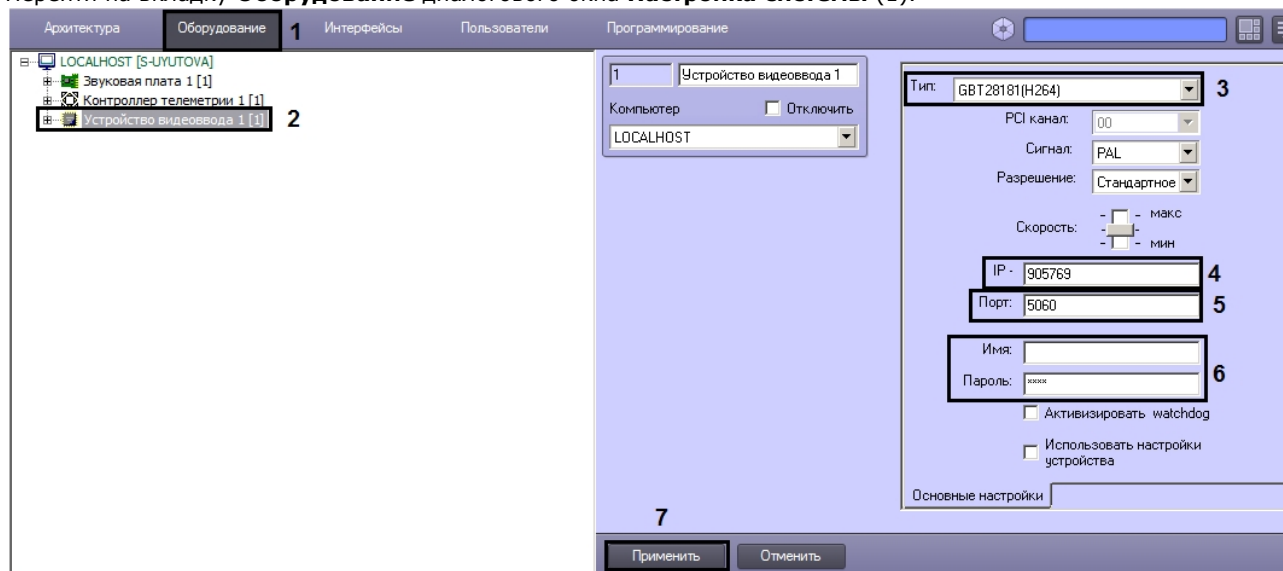 Перейти на вкладку Оборудование диалогового окна Настройка системы (1).
Архитектура Оборудование 1 Интерфейсы Пользователи Программирование
LOCALHOST [S-UYUTOVA]
Звуковая плата 1 [1]
Контроллер телеметрии 1 [1]
Устройство видеоввода 1 [1] 2
1 Устройство видеоввода 1
Компьютер Отключить
LOCALHOST
Тип: GBT28181(H264) 3
PCI канал: 00
Сигнал: PAL
Разрешение: Стандартное
Скорость: макс
мин
IP - 905769 4
Порт: 5060 5
Имя:
Пароль: ×××× 6
Активизировать watchdog
Использовать настройки
устройства
Основные настройки
7
Применить Отменить